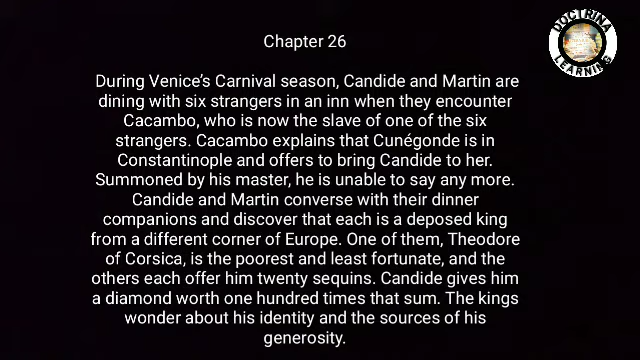 DOCTRINA
LEARNING
Chapter 26
During Venice's Carnival season, Candide and Martin are
dining with six strangers in an inn when they encounter
Cacambo, who is now the slave of one of the six
strangers. Cacambo explains that Cunégonde is in
Constantinople and offers to bring Candide to her.
Summoned by his master, he is unable to say any more.
Candide and Martin converse with their dinner
companions and discover that each is a deposed king
from a different corner of Europe. One of them, Theodore
of Corsica, is the poorest and least fortunate, and the
others each offer him twenty sequins. Candide gives him
a diamond worth one hundred times that sum. The kings
wonder about his identity and the sources of his
generosity.